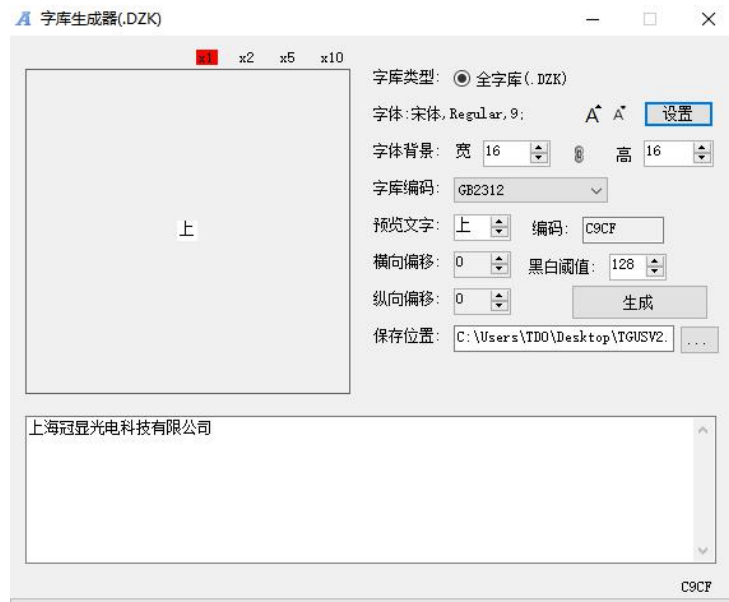 字库生成器(.DZK)
x1 x2 x5 x10
字库类型: 全字库(.DZK)
字体:宋体,Regular,9; A A 设置
字体背景: 宽 16 高 16
字库编码: GB2312
预览文字: 上 编码: C9CF
上
横向偏移: 0 黑白阈值: 128
纵向偏移: 0 生成
保存位置: C:\Users\TDO\Desktop\TGUSV2. ...
上海冠显光电科技有限公司
C9CF